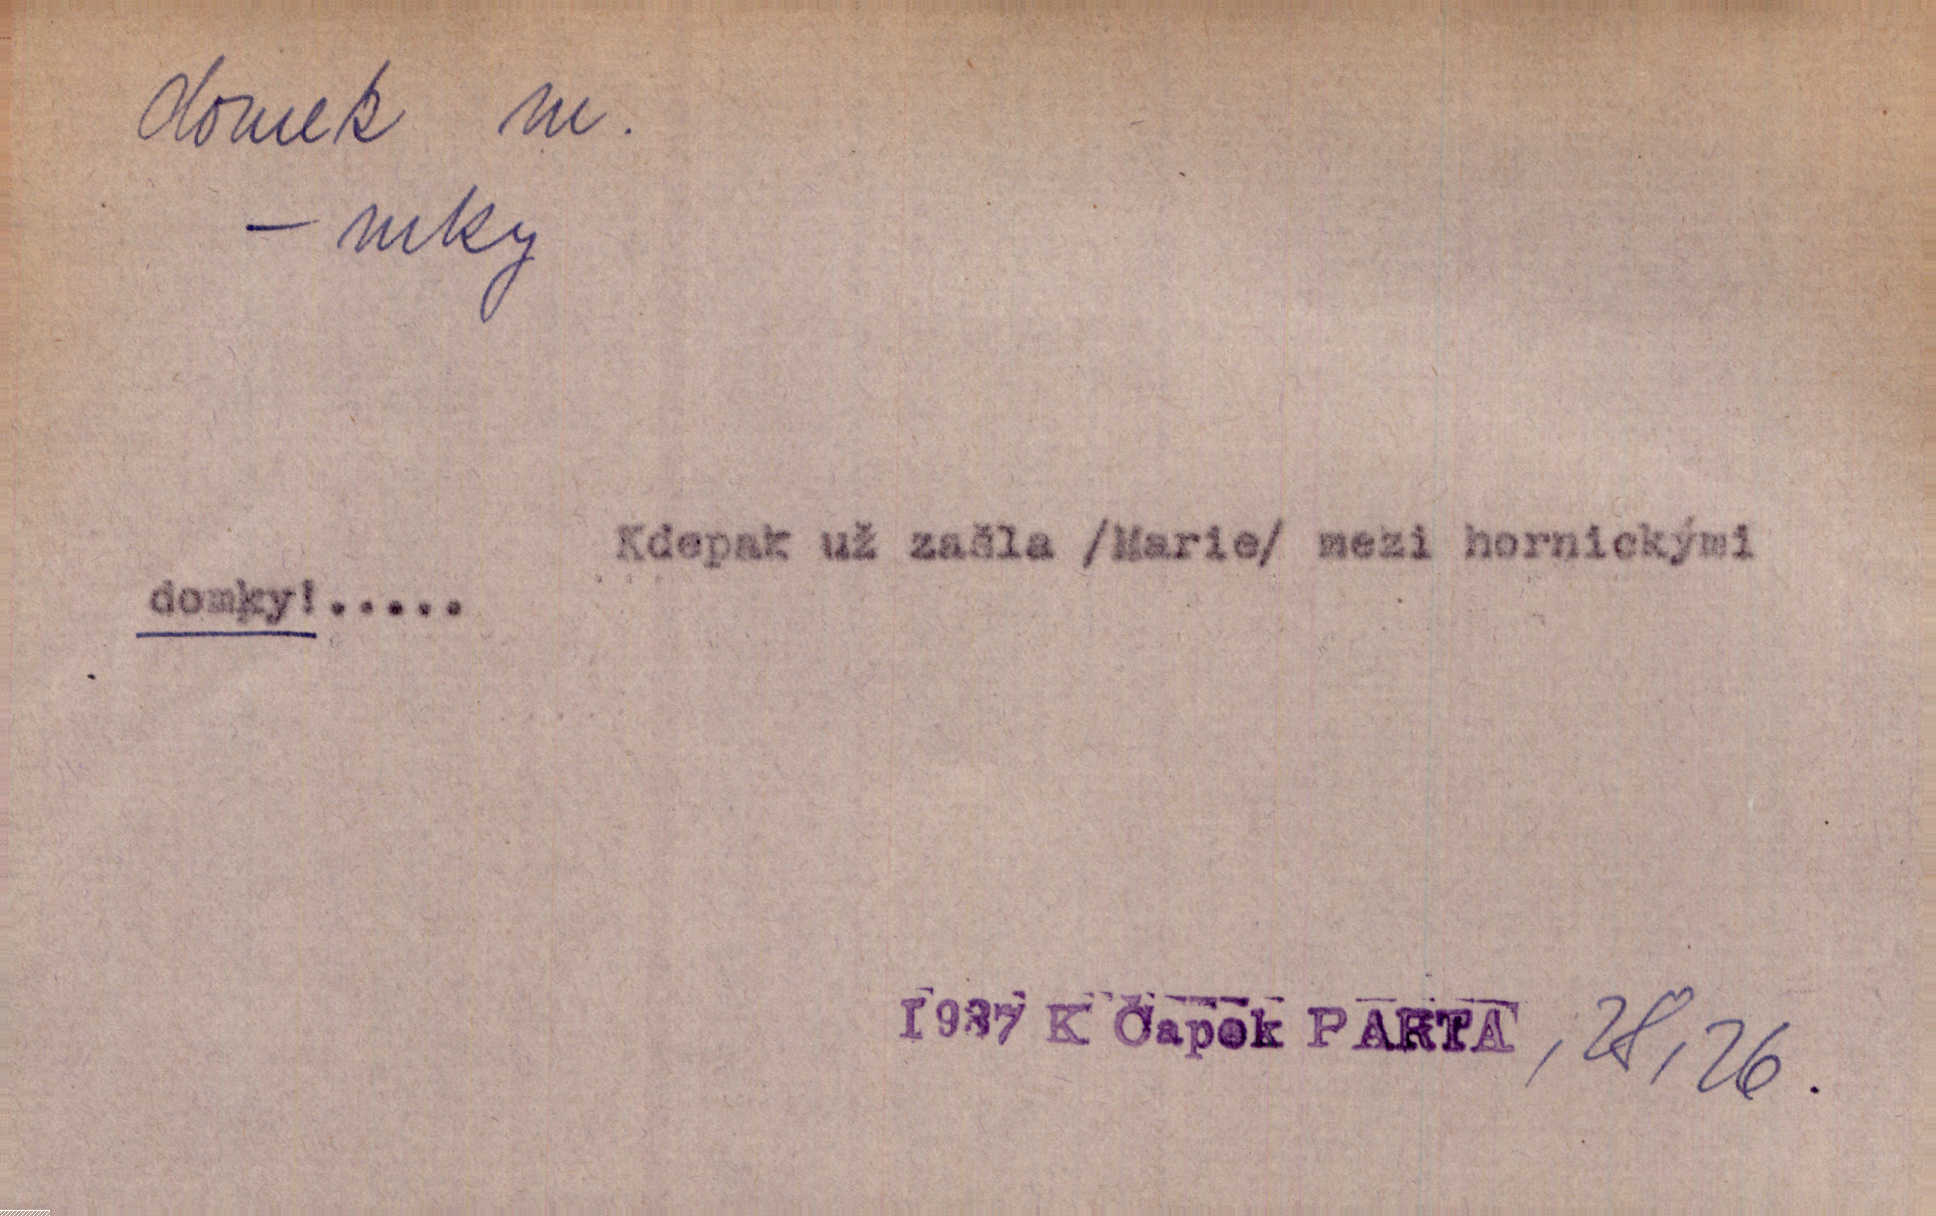 domek m.
– mky
Kdepak už zašla /Marie/ mezi hornickými
domky!.....
1937 K Čapek PARTA, 28, 26.